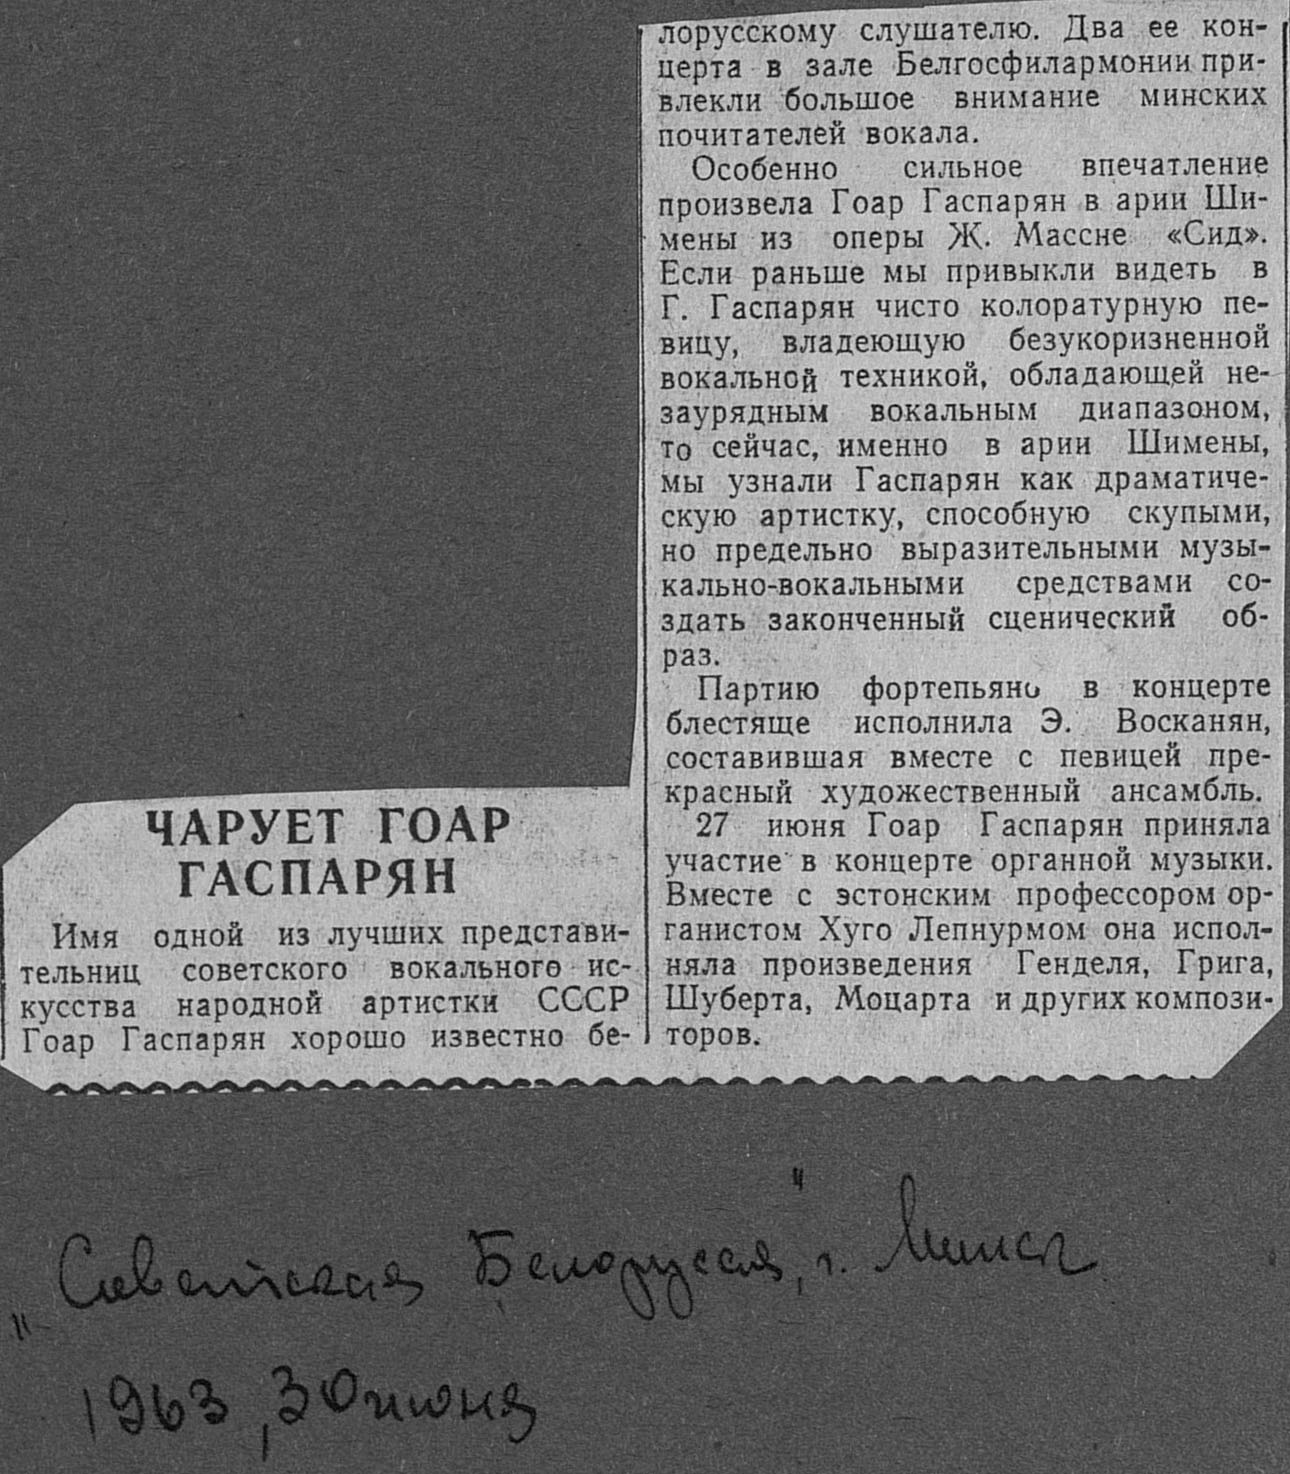 ЧАРУЕТ ГОАР
ГАСПАРЯН
Имя одной из лучших представи-
тельниц советского вокального ис-
кусства народной артистки СССР
Гоар Гаспарян хорошо известно бе-
лорусскому слушателю. Два ее кон-
церта в зале Белгосфилармонии при-
влекли большое внимание минских
почитателей вокала.
Особенно сильное впечатление
произвела Гоар Гаспарян в арии Ши-
мены из оперы Ж. Массне «Сид».
Если раньше мы привыкли видеть в
Г. Гаспарян чисто колоратурную пе-
вицу, владеющую безукоризненной
вокальной техникой, обладающей не-
заурядным вокальным диапазоном,
то сейчас, именно в арии Шимены,
мы узнали Гаспарян как драматиче-
скую артистку, способную скупыми,
но предельно выразительными музы-
кально-вокальными средствами со-
здать законченный сценический об-
раз.
Партию фортепьяно в концерте
блестяще исполнила Э. Восканян,
составившая вместе с певицей пре-
красный художественный ансамбль.
27 июня Гоар Гаспарян приняла
участие в концерте органной музыки.
Вместе с эстонским профессором ор-
ганистом Хуго Лепнурмом она испол-
няла произведения Генделя, Грига,
Шуберта, Моцарта и других компози-
торов.
„Советская Белоруссия", г. Минск
1963, 30 июня